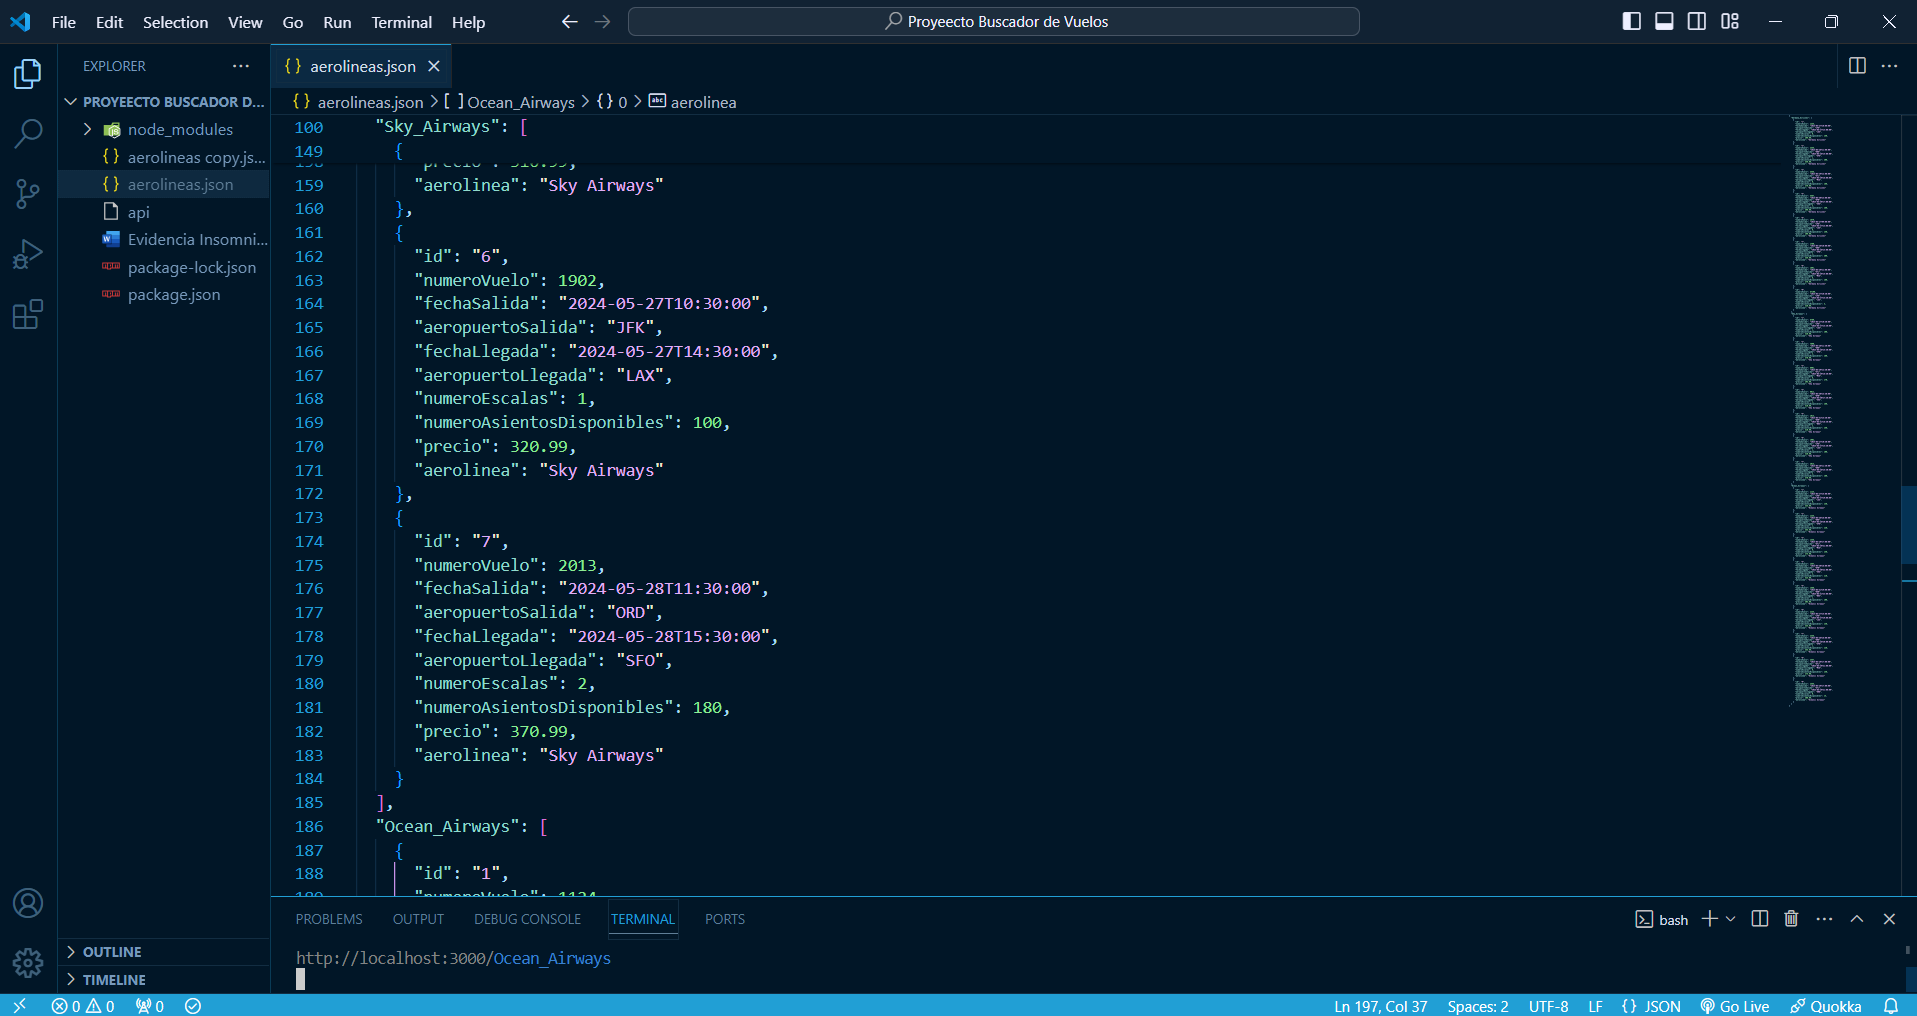 File Edit Selection View Go Run Terminal Help
Proyeecto Buscador de Vuelos
EXPLORER
PROYEECTO BUSCADOR D...
node_modules
aerolineas copy.js...
aerolineas.json
api
Evidencia Insomni...
package-lock.json
package.json
OUTLINE
TIMELINE
aerolineas.json
aerolineas.json > [ ] Ocean_Airways > {} 0 > abc aerolinea
100 "Sky_Airways": [
149 {
159 "aerolinea": "Sky Airways"
160 },
161 {
162 "id": "6",
163 "numeroVuelo": 1902,
164 "fechaSalida": "2024-05-27T10:30:00",
165 "aeropuertoSalida": "JFK",
166 "fechaLlegada": "2024-05-27T14:30:00",
167 "aeropuertoLlegada": "LAX",
168 "numeroEscalas": 1,
169 "numeroAsientosDisponibles": 100,
170 "precio": 320.99,
171 "aerolinea": "Sky Airways"
172 },
173 {
174 "id": "7",
175 "numeroVuelo": 2013,
176 "fechaSalida": "2024-05-28T11:30:00",
177 "aeropuertoSalida": "ORD",
178 "fechaLlegada": "2024-05-28T15:30:00",
179 "aeropuertoLlegada": "SFO",
180 "numeroEscalas": 2,
181 "numeroAsientosDisponibles": 180,
182 "precio": 370.99,
183 "aerolinea": "Sky Airways"
184 }
185 ],
186 "Ocean_Airways": [
187 {
188 "id": "1",
PROBLEMS OUTPUT DEBUG CONSOLE TERMINAL PORTS
bash
http://localhost:3000/Ocean_Airways
0 0 0
Ln 197, Col 37 Spaces: 2 UTF-8 LF {} JSON Go Live Quokka